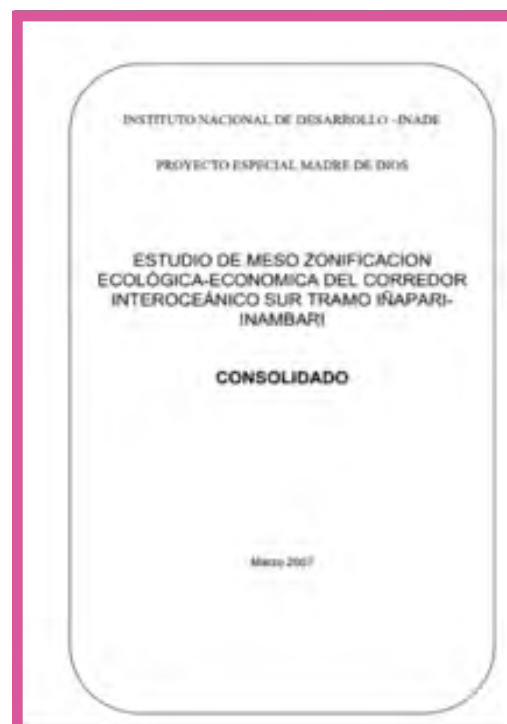 INSTITUTO NACIONAL DE DESARROLLO -INADE
PROYECTO ESPECIAL MADRE DE DIOS
ESTUDIO DE MESO ZONIFICACION
ECOLÓGICA-ECONOMICA DEL CORREDOR
INTEROCEÁNICO SUR TRAMO IÑAPARI-
INAMBARI
CONSOLIDADO
Marzo 2007